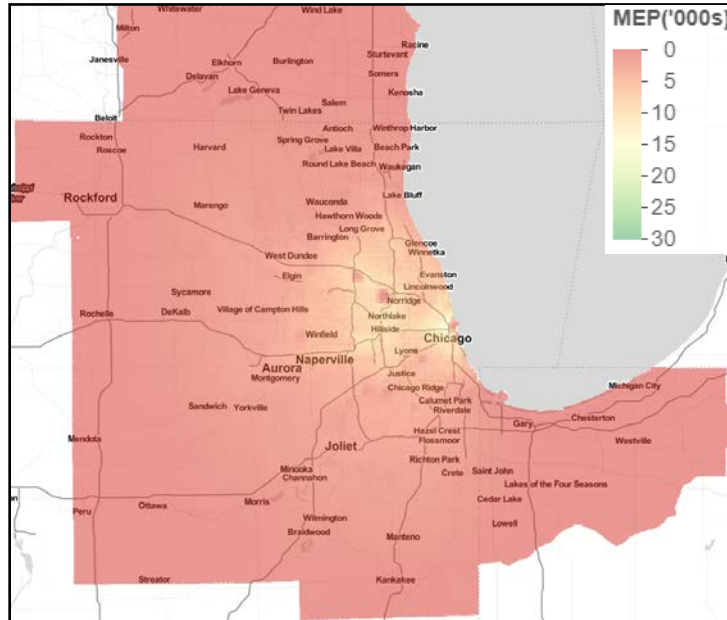 MEP('000s)
0
5
10
15
20
25
30
Whitewater
Wind Lake
Milton
Racine
Janesville
Elkhorn
Burlington
Sturtevant
Delavan
Somers
Lake Geneva
Kenosha
Salem
Twin Lakes
Beloit
Antioch
Winthrop Harbor
Rockton
Spring Grove
Roscoe
Harvard
Lake Villa
Beach Park
Round Lake Beach
Waukegan
Rockford
Lake Bluff
Marengo
Wauconda
Hawthorn Woods
Long Grove
Barrington
Glencoe
Winnetka
West Dundee
Elgin
Evanston
Lincolnwood
Sycamore
Norridge
Rochelle
DeKalb
Village of Campton Hills
Northlake
Hillside
Winfield
Chicago
Lyons
Naperville
Aurora
Justice
Montgomery
Chicago Ridge
Michigan City
Calumet Park
Sandwich
Yorkville
Riverdale
Chesterton
Gary
Hazel Crest
Mendota
Flossmoor
Westville
Joliet
Richton Park
Minooka
Crete
Saint John
Channahon
Lakes of the Four Seasons
Morris
Cedar Lake
Ottawa
Peru
Wilmington
Lowell
Braidwood
Manteno
Streator
Kankakee